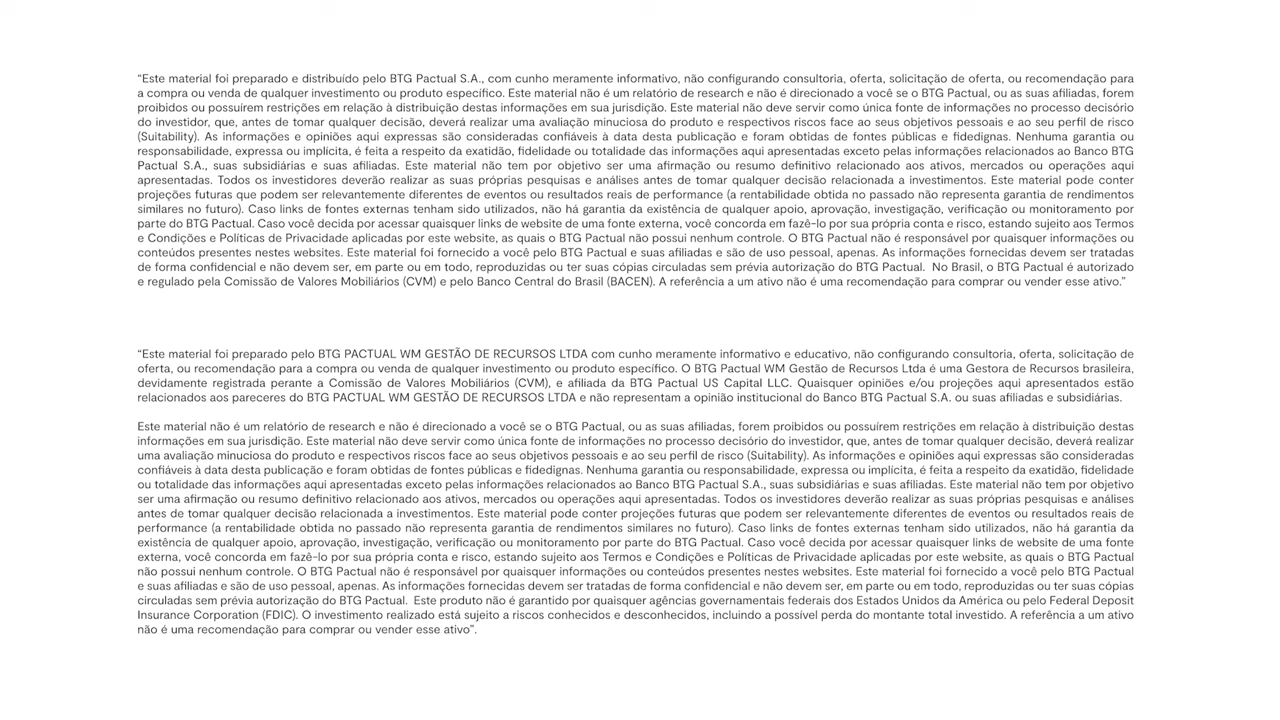 “Este material foi preparado e distribuído pelo BTG Pactual S.A., com cunho meramente informativo, não configurando consultoria, oferta, solicitação de oferta, ou recomendação para
a compra ou venda de qualquer investimento ou produto específico. Este material não é um relatório de research e não é direcionado a você se o BTG Pactual, ou as suas afiliadas, forem
proibidos ou possuírem restrições em relação à distribuição destas informações em sua jurisdição. Este material não deve servir como única fonte de informações no processo decisório
do investidor, que, antes de tomar qualquer decisão, deverá realizar uma avaliação minuciosa do produto e respectivos riscos face ao seus objetivos pessoais e ao seu perfil de risco
(Suitability). As informações e opiniões aqui expressas são consideradas confiáveis à data desta publicação e foram obtidas de fontes públicas e fidedignas. Nenhuma garantia ou
responsabilidade, expressa ou implícita, é feita a respeito da exatidão, fidelidade ou totalidade das informações aqui apresentadas exceto pelas informações relacionados ao Banco BTG
Pactual S.A., suas subsidiárias e suas afiliadas. Este material não tem por objetivo ser uma afirmação ou resumo definitivo relacionado aos ativos, mercados ou operações aqui
apresentadas. Todos os investidores deverão realizar as suas próprias pesquisas e análises antes de tomar qualquer decisão relacionada a investimentos. Este material pode conter
projeções futuras que podem ser relevantemente diferentes de eventos ou resultados reais de performance (a rentabilidade obtida no passado não representa garantia de rendimentos
similares no futuro). Caso links de fontes externas tenham sido utilizados, não há garantia da existência de qualquer apoio, aprovação, investigação, verificação ou monitoramento por
parte do BTG Pactual. Caso você decida por acessar quaisquer links de website de uma fonte externa, você concorda em fazê-lo por sua própria conta e risco, estando sujeito aos Termos
e Condições e Políticas de Privacidade aplicadas por este website, as quais o BTG Pactual não possui nenhum controle. O BTG Pactual não é responsável por quaisquer informações ou
conteúdos presentes nestes websites. Este material foi fornecido a você pelo BTG Pactual e suas afiliadas e são de uso pessoal, apenas. As informações fornecidas devem ser tratadas
de forma confidencial e não devem ser, em parte ou em todo, reproduzidas ou ter suas cópias circuladas sem prévia autorização do BTG Pactual. No Brasil, o BTG Pactual é autorizado
e regulado pela Comissão de Valores Mobiliários (CVM) e pelo Banco Central do Brasil (BACEN). A referência a um ativo não é uma recomendação para comprar ou vender esse ativo.”
“Este material foi preparado pelo BTG PACTUAL WM GESTÃO DE RECURSOS LTDA com cunho meramente informativo e educativo, não configurando consultoria, oferta, solicitação de
oferta, ou recomendação para a compra ou venda de qualquer investimento ou produto específico. O BTG Pactual WM Gestão de Recursos Ltda é uma Gestora de Recursos brasileira,
devidamente registrada perante a Comissão de Valores Mobiliários (CVM), e afiliada da BTG Pactual US Capital LLC. Quaisquer opiniões e/ou projeções aqui apresentados estão
relacionados aos pareceres do BTG PACTUAL WM GESTÃO DE RECURSOS LTDA e não representam a opinião institucional do Banco BTG Pactual S.A. ou suas afiliadas e subsidiárias.
Este material não é um relatório de research e não é direcionado a você se o BTG Pactual, ou as suas afiliadas, forem proibidos ou possuírem restrições em relação à distribuição destas
informações em sua jurisdição. Este material não deve servir como única fonte de informações no processo decisório do investidor, que, antes de tomar qualquer decisão, deverá realizar
uma avaliação minuciosa do produto e respectivos riscos face ao seus objetivos pessoais e ao seu perfil de risco (Suitability). As informações e opiniões aqui expressas são consideradas
confiáveis à data desta publicação e foram obtidas de fontes públicas e fidedignas. Nenhuma garantia ou responsabilidade, expressa ou implícita, é feita a respeito da exatidão, fidelidade
ou totalidade das informações aqui apresentadas exceto pelas informações relacionados ao Banco BTG Pactual S.A., suas subsidiárias e suas afiliadas. Este material não tem por objetivo
ser uma afirmação ou resumo definitivo relacionado aos ativos, mercados ou operações aqui apresentadas. Todos os investidores deverão realizar as suas próprias pesquisas e análises
antes de tomar qualquer decisão relacionada a investimentos. Este material pode conter projeções futuras que podem ser relevantemente diferentes de eventos ou resultados reais de
performance (a rentabilidade obtida no passado não representa garantia de rendimentos similares no futuro). Caso links de fontes externas tenham sido utilizados, não há garantia da
existência de qualquer apoio, aprovação, investigação, verificação ou monitoramento por parte do BTG Pactual. Caso você decida por acessar quaisquer links de website de uma fonte
externa, você concorda em fazê-lo por sua própria conta e risco, estando sujeito aos Termos e Condições e Políticas de Privacidade aplicadas por este website, as quais o BTG Pactual
não possui nenhum controle. O BTG Pactual não é responsável por quaisquer informações ou conteúdos presentes nestes websites. Este material foi fornecido a você pelo BTG Pactual
e suas afiliadas e são de uso pessoal, apenas. As informações fornecidas devem ser tratadas de forma confidencial e não devem ser, em parte ou em todo, reproduzidas ou ter suas cópias
circuladas sem prévia autorização do BTG Pactual. Este produto não é garantido por quaisquer agências governamentais federais dos Estados Unidos da América ou pelo Federal Deposit
Insurance Corporation (FDIC). O investimento realizado está sujeito a riscos conhecidos e desconhecidos, incluindo a possível perda do montante total investido. A referência a um ativo
não é uma recomendação para comprar ou vender esse ativo”.